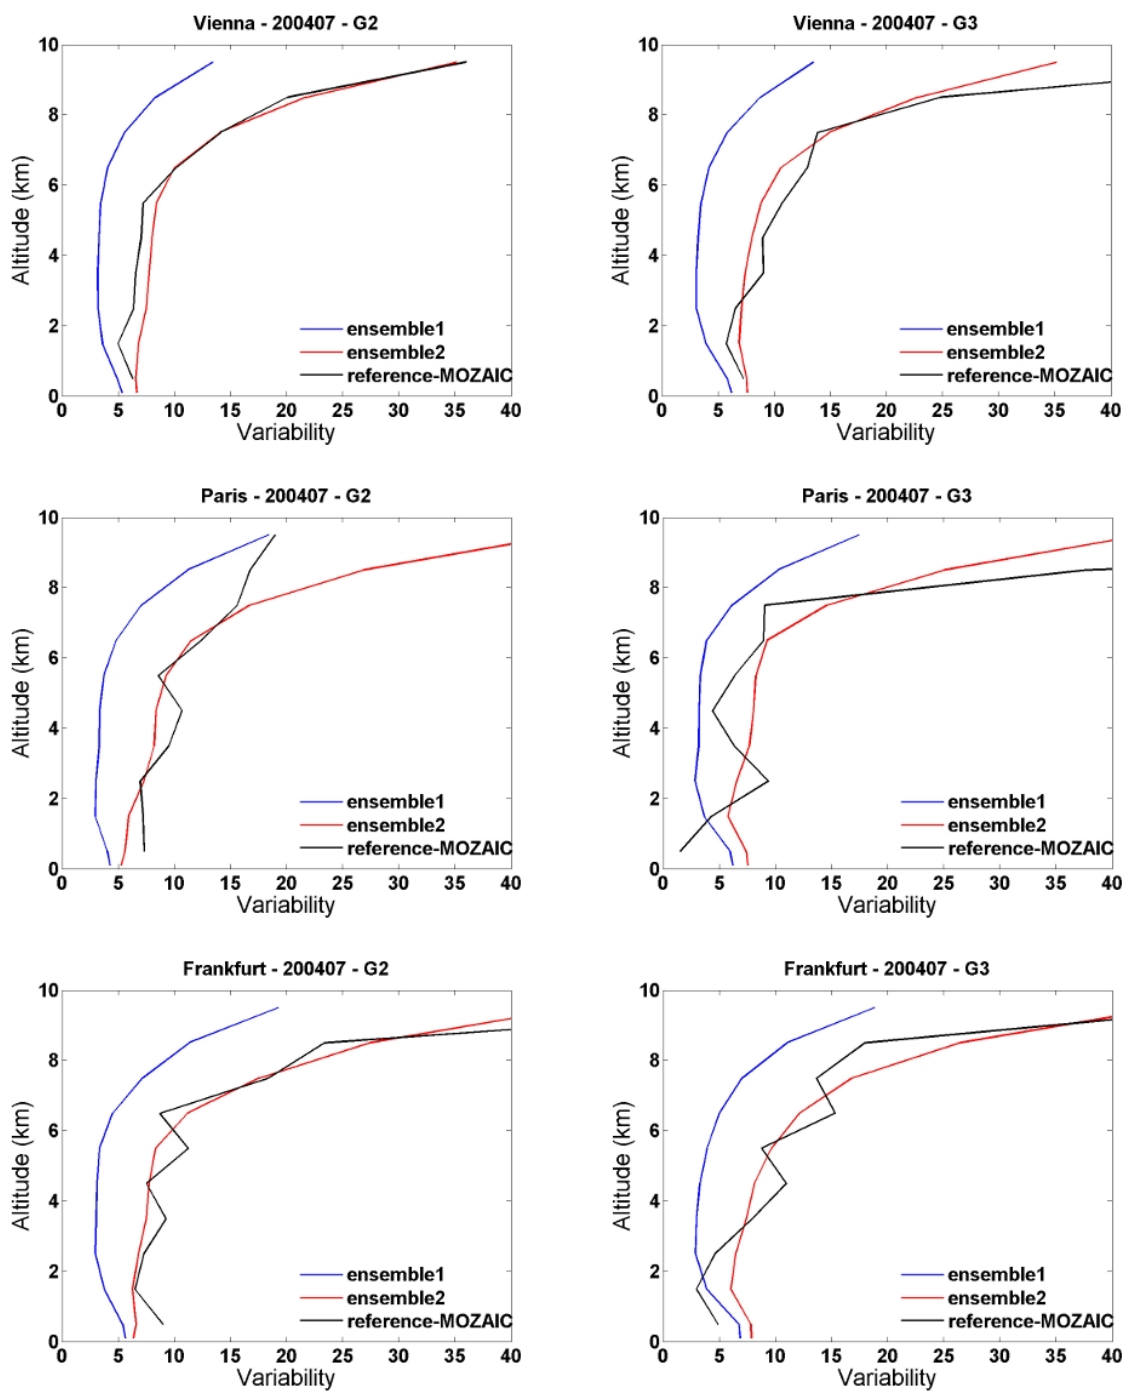 Vienna - 200407 - G2
10
8
6
4
2
0
Altitude (km)
ensemble1
ensemble2
reference-MOZAIC
0 5 10 15 20 25 30 35 40
Variability
Vienna - 200407 - G3
10
8
6
4
2
0
Altitude (km)
ensemble1
ensemble2
reference-MOZAIC
0 5 10 15 20 25 30 35 40
Variability
Paris - 200407 - G2
10
8
6
4
2
0
Altitude (km)
ensemble1
ensemble2
reference-MOZAIC
0 5 10 15 20 25 30 35 40
Variability
Paris - 200407 - G3
10
8
6
4
2
0
Altitude (km)
ensemble1
ensemble2
reference-MOZAIC
0 5 10 15 20 25 30 35 40
Variability
Frankfurt - 200407 - G2
10
8
6
4
2
0
Altitude (km)
ensemble1
ensemble2
reference-MOZAIC
0 5 10 15 20 25 30 35 40
Variability
Frankfurt - 200407 - G3
10
8
6
4
2
0
Altitude (km)
ensemble1
ensemble2
reference-MOZAIC
0 5 10 15 20 25 30 35 40
Variability